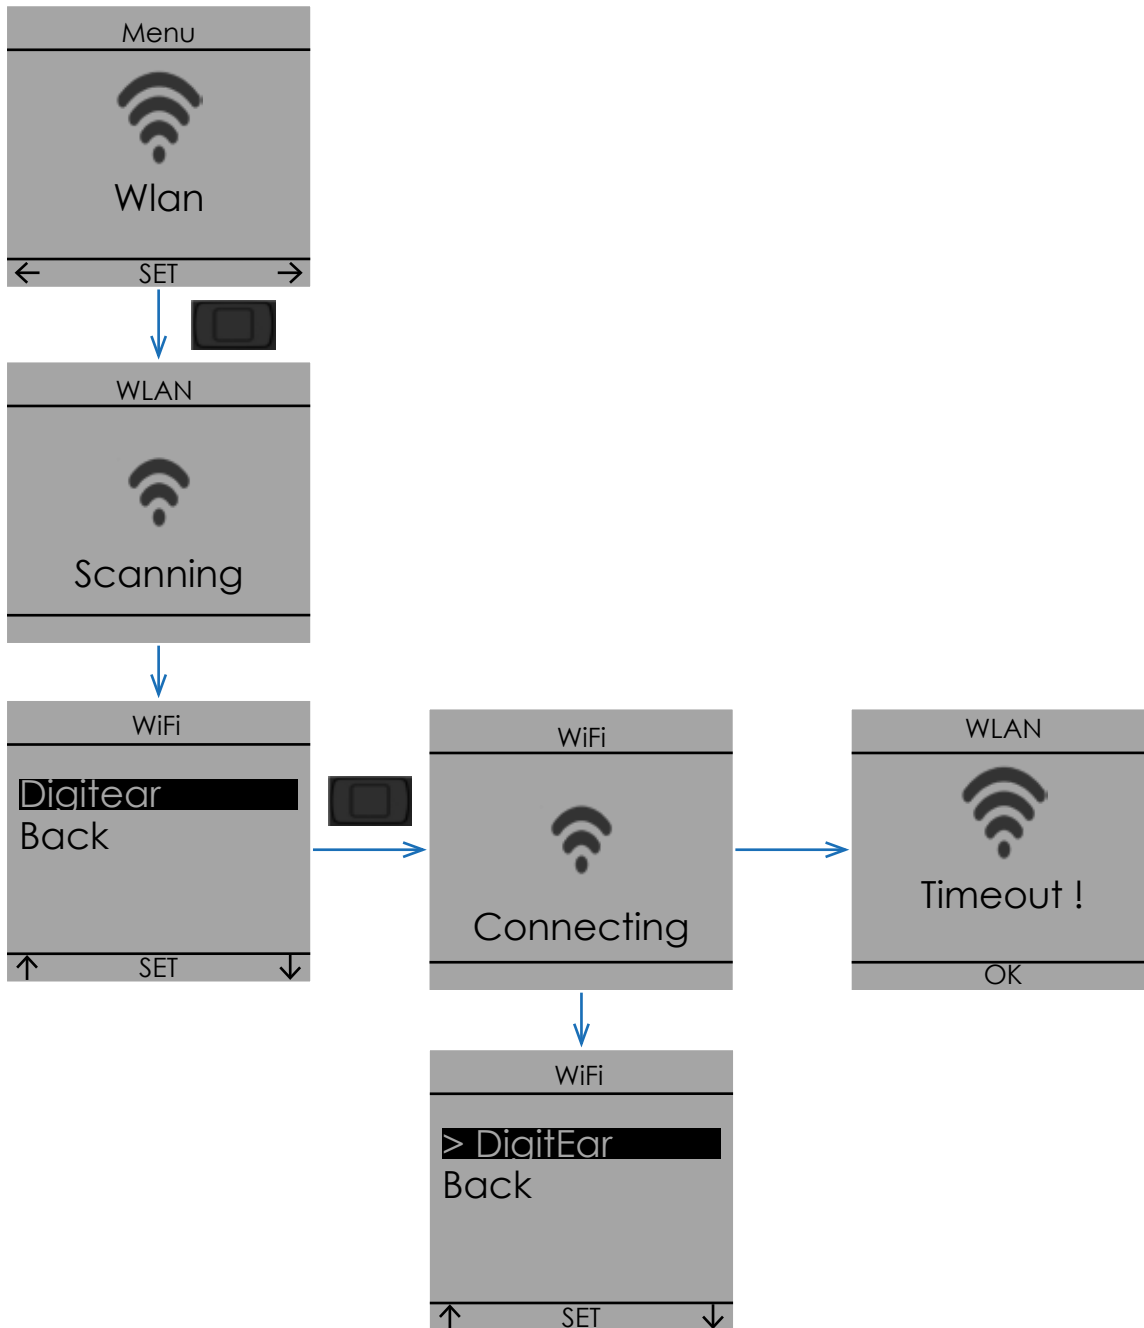 Menu
Wlan
← SET →
WLAN
Scanning
WiFi
Digitear
Back
↑ SET ↓
WiFi
Connecting
WLAN
Timeout !
OK
WiFi
> DigitEar
Back
↑ SET ↓